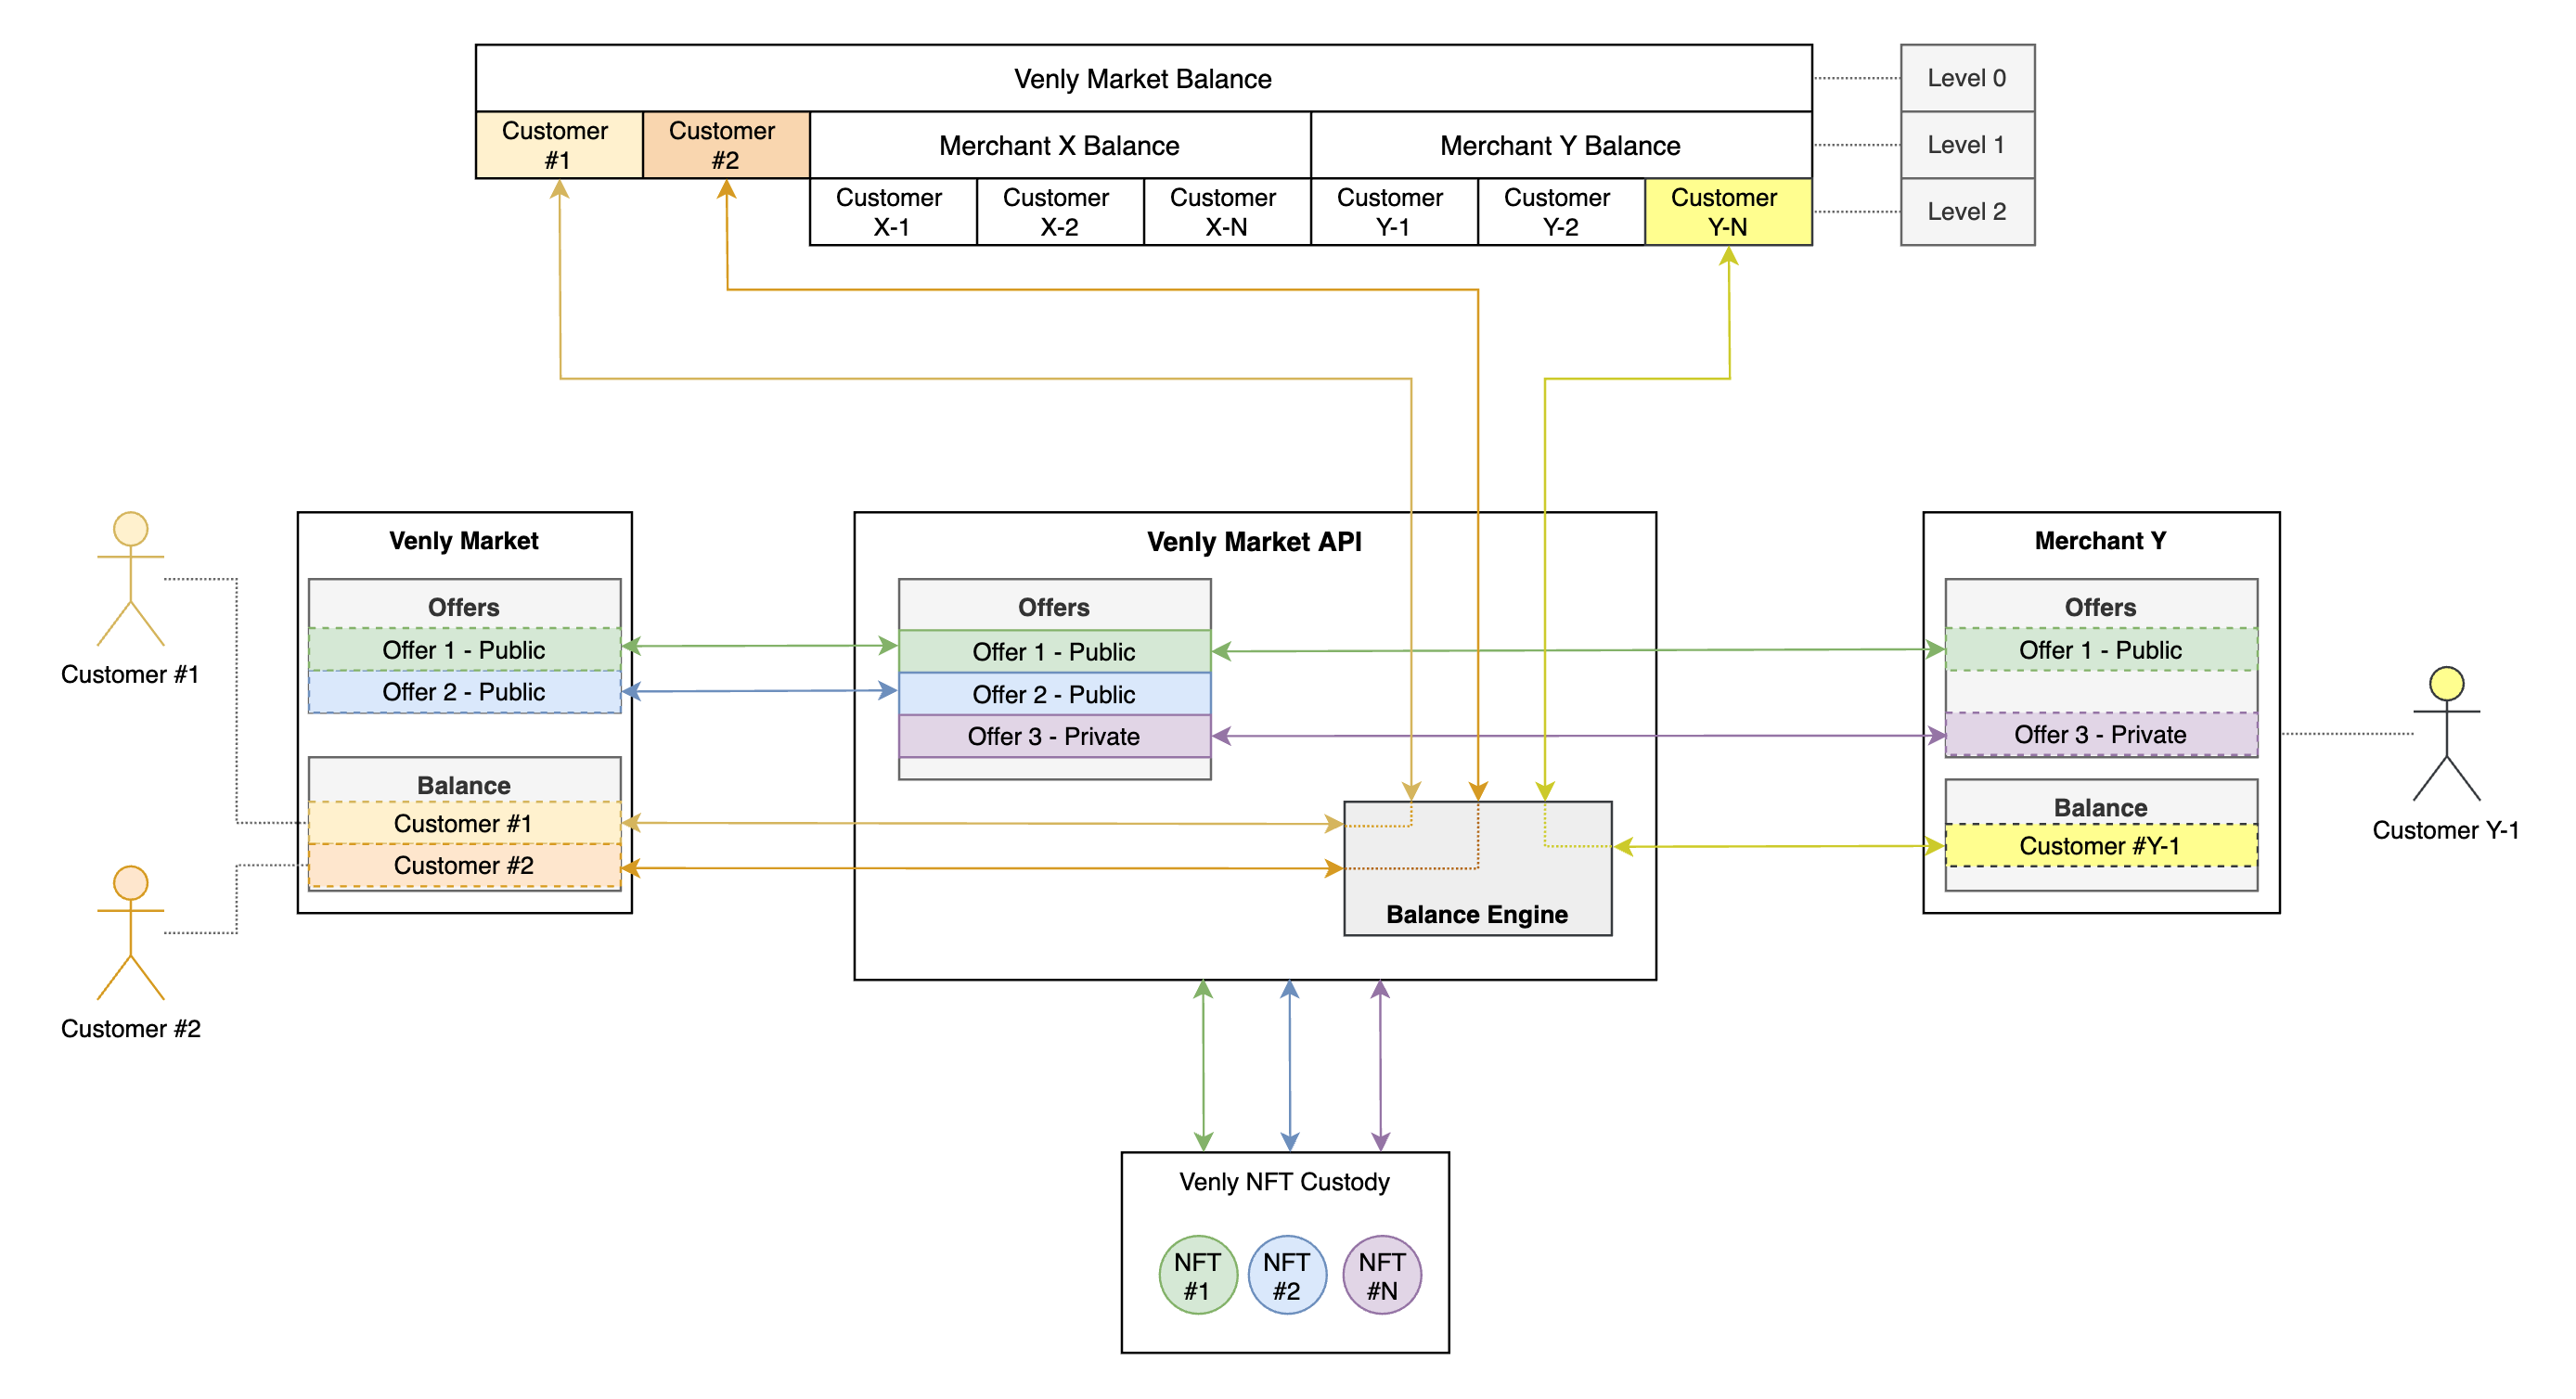 Venly Market Balance
Level 0
Customer
#1
Customer
#2
Merchant X Balance
Merchant Y Balance
Level 1
Customer
X-1
Customer
X-2
Customer
X-N
Customer
Y-1
Customer
Y-2
Customer
Y-N
Level 2
Customer #1
Customer #2
Venly Market
Offers
Offer 1 - Public
Offer 2 - Public
Balance
Customer #1
Customer #2
Venly Market API
Offers
Offer 1 - Public
Offer 2 - Public
Offer 3 - Private
Balance Engine
Merchant Y
Offers
Offer 1 - Public
Offer 3 - Private
Balance
Customer #Y-1
Customer Y-1
Venly NFT Custody
NFT
#1
NFT
#2
NFT
#N